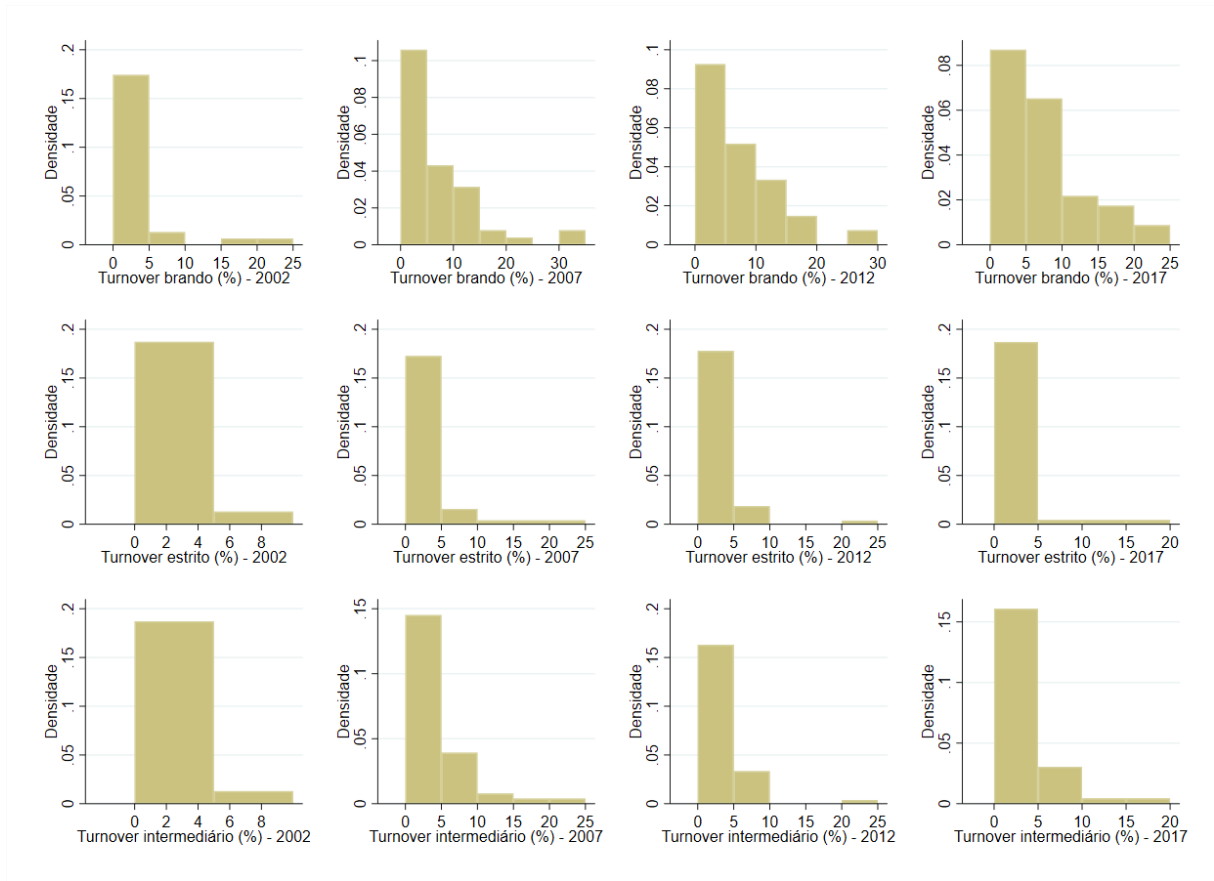 Densidade
0 .05 .1 .15 .2
0 5 10 15 20 25
Turnover brando (%) - 2002
Densidade
0 .02 .04 .06 .08 .1
0 10 20 30
Turnover brando (%) - 2007
Densidade
0 .02 .04 .06 .08 .1
0 10 20 30
Turnover brando (%) - 2012
Densidade
0 .02 .04 .06 .08
0 5 10 15 20 25
Turnover brando (%) - 2017
Densidade
0 .05 .1 .15 .2
0 2 4 6 8
Turnover estrito (%) - 2002
Densidade
0 .05 .1 .15 .2
0 5 10 15 20 25
Turnover estrito (%) - 2007
Densidade
0 .05 .1 .15 .2
0 5 10 15 20 25
Turnover estrito (%) - 2012
Densidade
0 .05 .1 .15 .2
0 5 10 15 20
Turnover estrito (%) - 2017
Densidade
0 .05 .1 .15 .2
0 2 4 6 8
Turnover intermediário (%) - 2002
Densidade
0 .05 .1 .15
0 5 10 15 20 25
Turnover intermediário (%) - 2007
Densidade
0 .05 .1 .15 .2
0 5 10 15 20 25
Turnover intermediário (%) - 2012
Densidade
0 .05 .1 .15
0 5 10 15 20
Turnover intermediário (%) - 2017